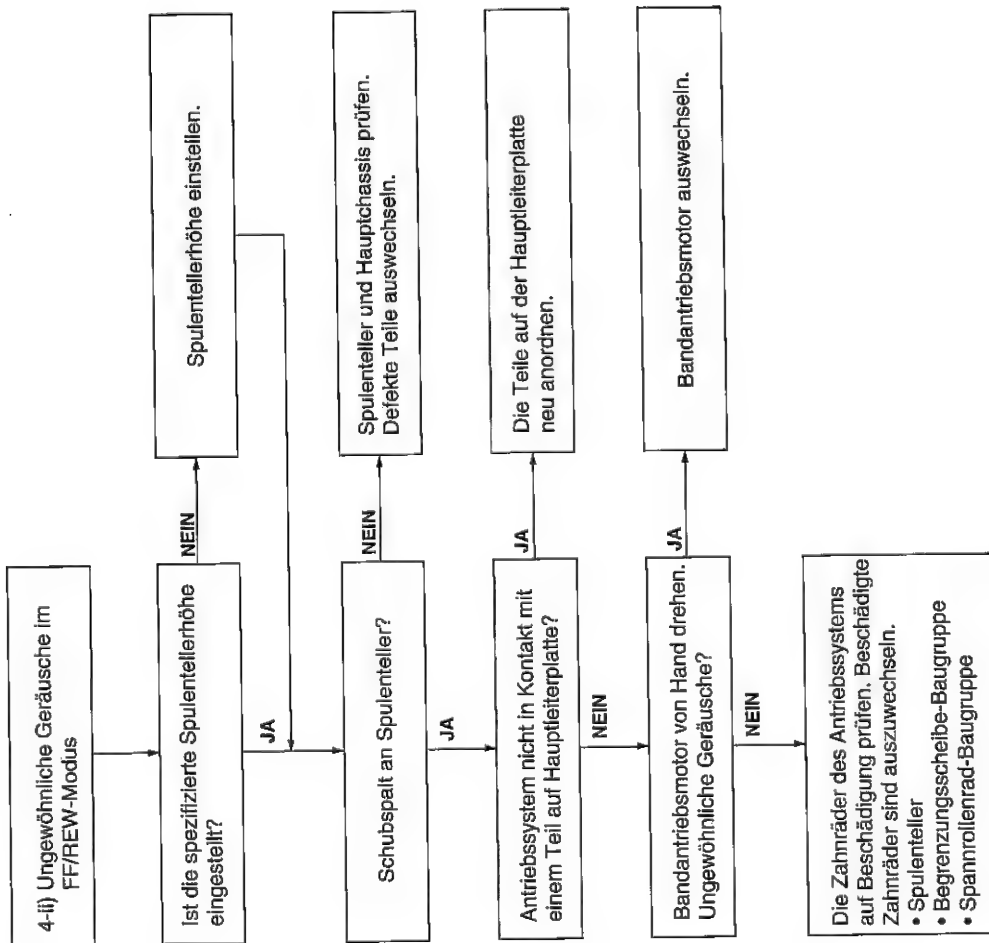 4-ii) Ungewöhnliche Geräusche im
FF/REW-Modus
Ist die spezifizierte Spulentellerhöhe
eingestellt?
NEIN
Spulentellerhöhe einstellen.
JA
Schubspalt an Spulenteller?
NEIN
Spulenteller und Hauptchassis prüfen.
Defekte Teile auswechseln.
JA
Antriebssystem nicht in Kontakt mit
einem Teil auf Hauptleiterplatte?
JA
Die Teile auf der Hauptleiterplatte
neu anordnen.
NEIN
Bandantriebsmotor von Hand drehen.
Ungewöhnliche Geräusche?
JA
Bandantriebsmotor auswechseln.
NEIN
Die Zahnräder des Antriebssystems
auf Beschädigung prüfen. Beschädigte
Zahnräder sind auszuwechseln.
• Spulenteller
• Begrenzungsscheibe-Baugruppe
• Spannrollenrad-Baugruppe